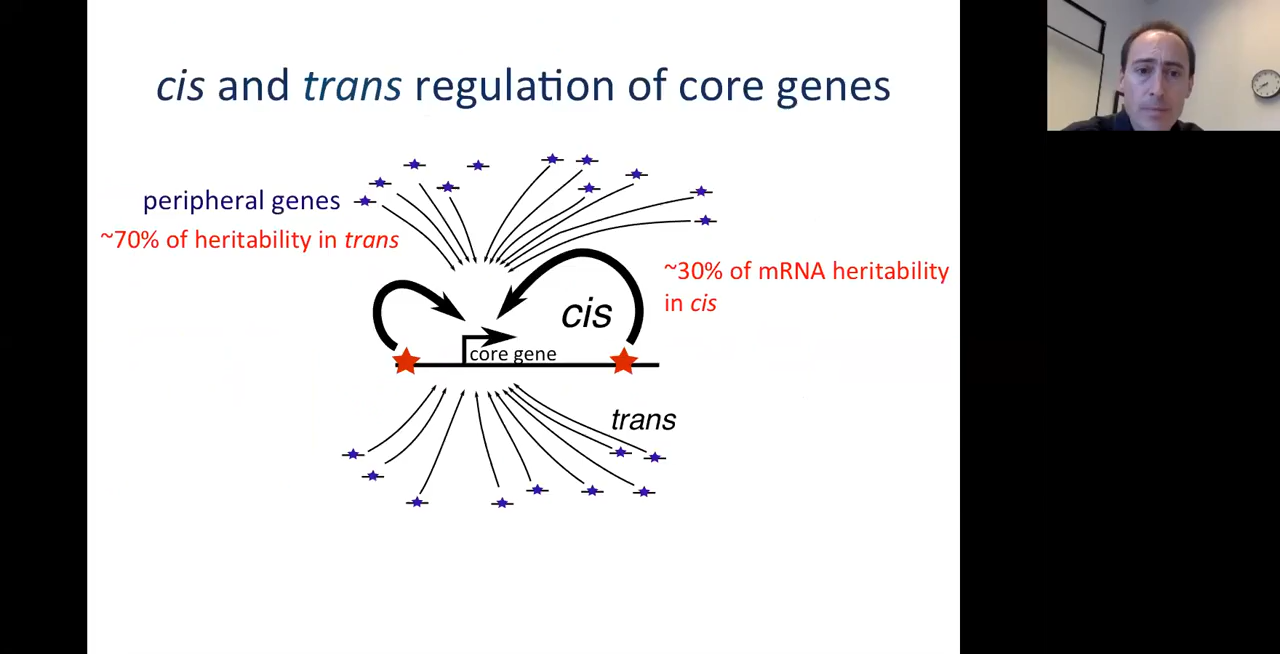 cis and trans regulation of core genes
peripheral genes
~70% of heritability in trans
~30% of mRNA heritability
in cis
cis
core gene
trans